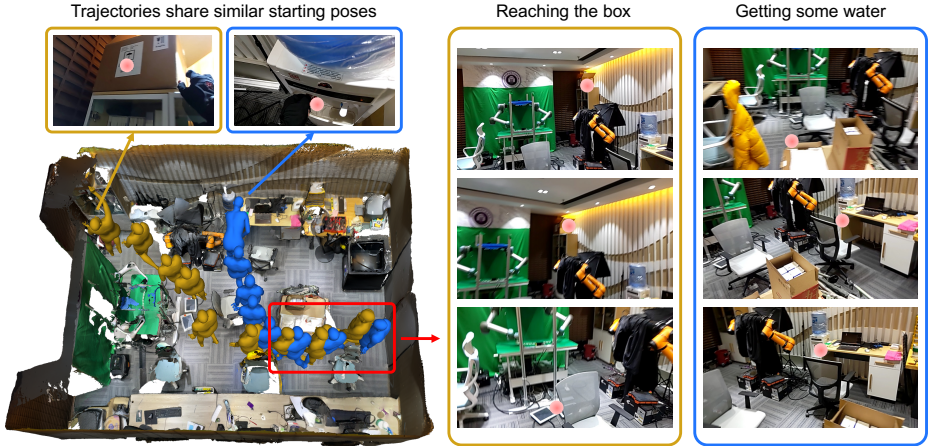 Trajectories share similar starting poses
Reaching the box
Getting some water